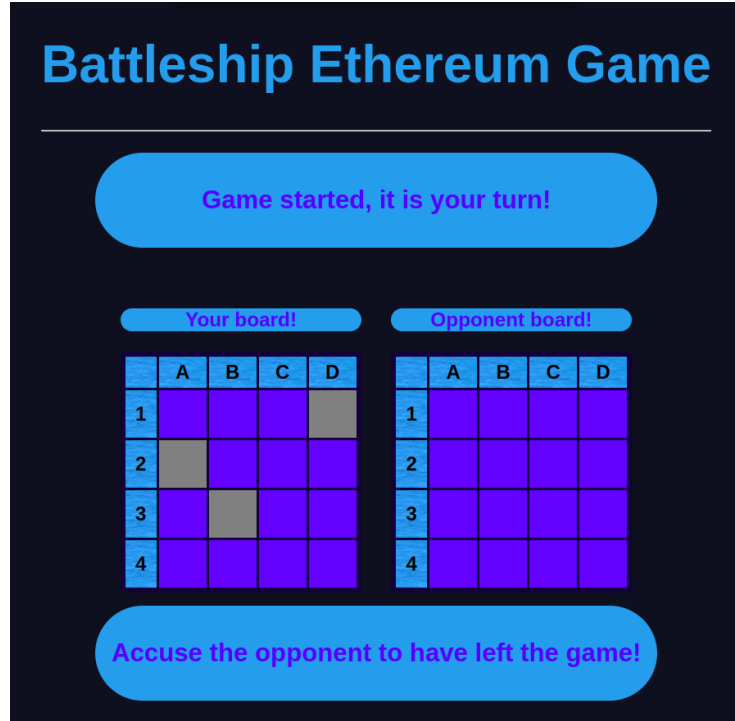 Battleship Ethereum Game
Game started, it is your turn!
Your board! Opponent board!
A B C D A B C D
1 1
2 2
3 3
4 4
Accuse the opponent to have left the game!